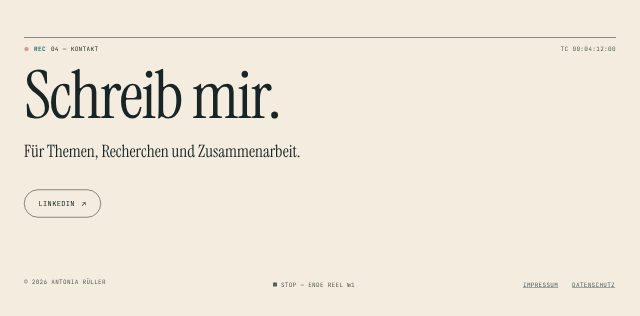 REC 04 — KONTAKT
TC 00:04:12:00
Schreib mir.
Für Themen, Recherchen und Zusammenarbeit.
LINKEDIN ↗
© 2026 ANTONIA RÜLLER
STOP — ENDE REEL №1
IMPRESSUM DATENSCHUTZ